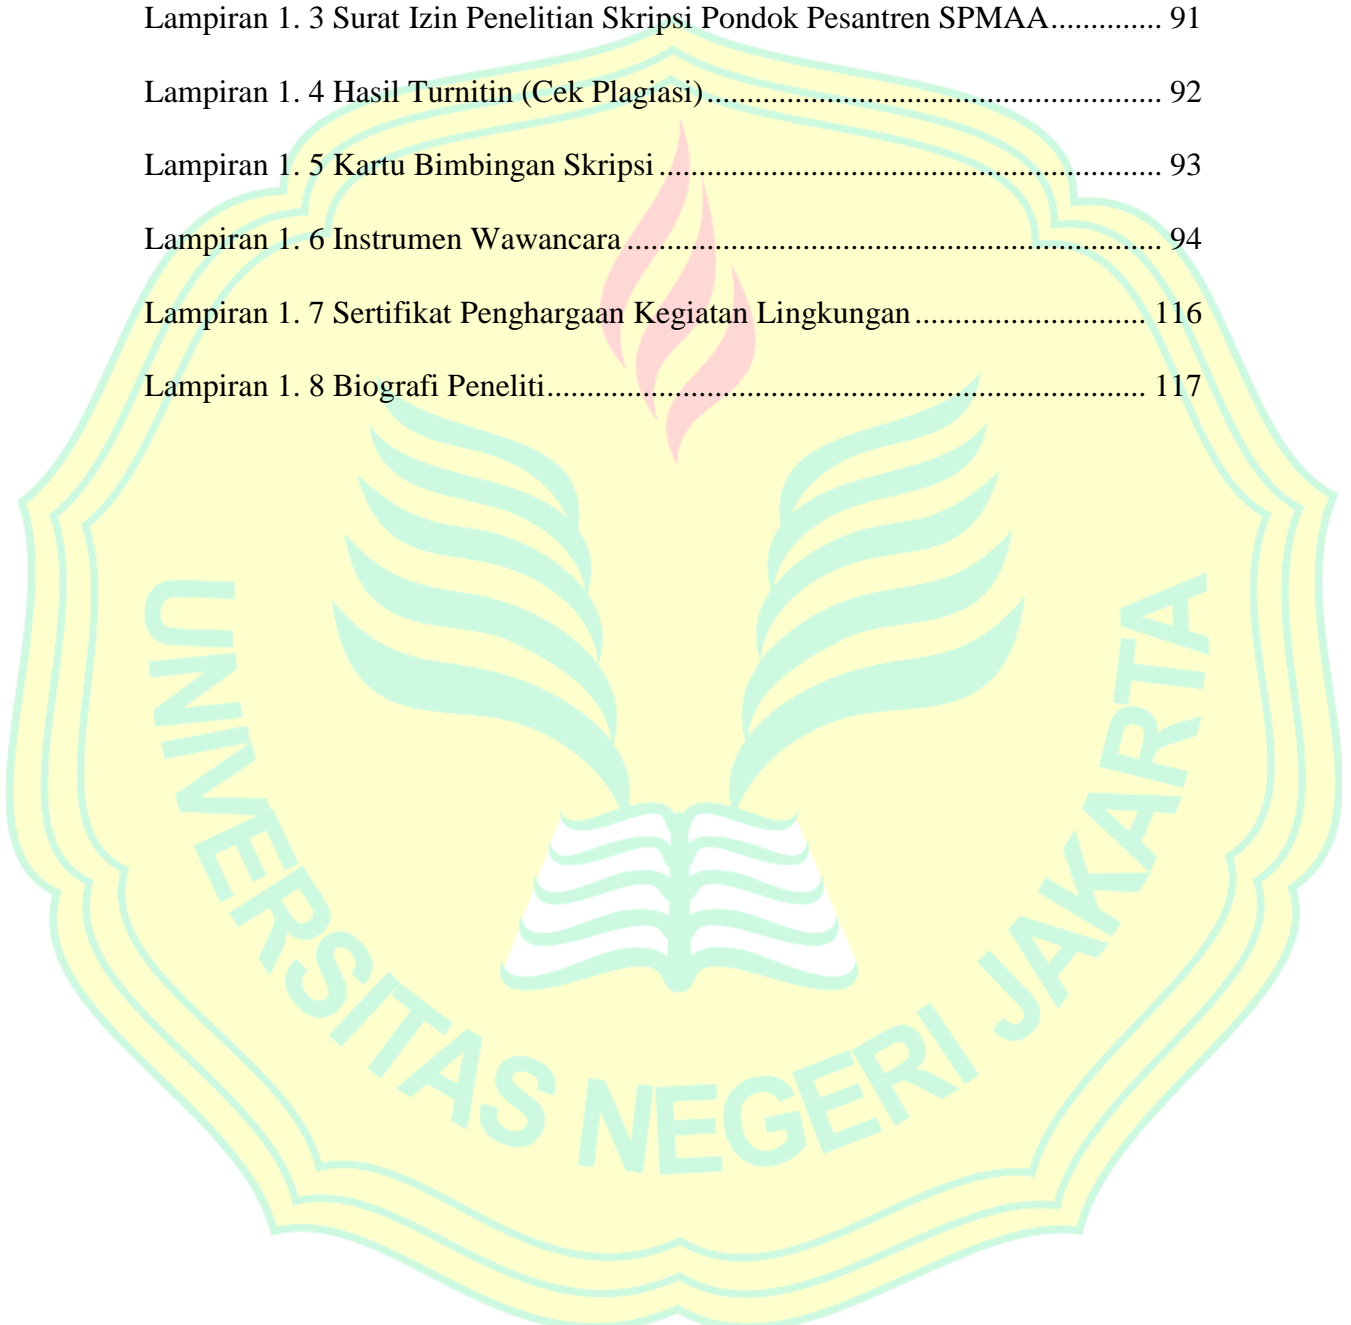 Lampiran 1. 3 Surat Izin Penelitian Skripsi Pondok Pesantren SPMAA............. 91
Lampiran 1. 4 Hasil Turnitin (Cek Plagiasi)........................................................ 92
Lampiran 1. 5 Kartu Bimbingan Skripsi.............................................................. 93
Lampiran 1. 6 Instrumen Wawancara.................................................................. 94
Lampiran 1. 7 Sertifikat Penghargaan Kegiatan Lingkungan............................ 116
Lampiran 1. 8 Biografi Peneliti.......................................................................... 117
UNIVERSITAS NEGERI JAKARTA